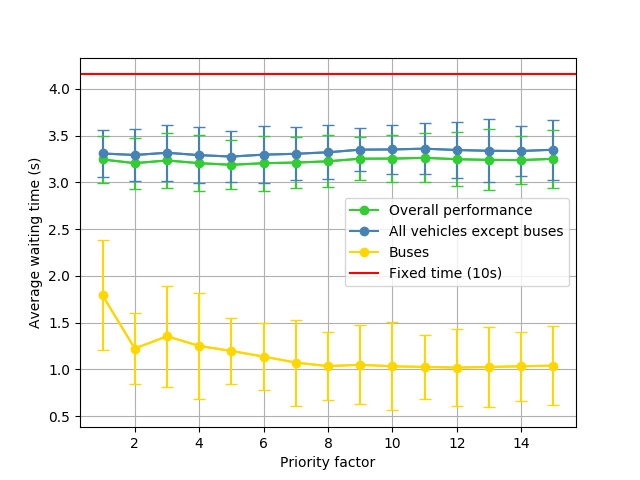 4.0
3.5
3.0
2.5
2.0
1.5
1.0
0.5
Average waiting time (s)
Overall performance
All vehicles except buses
Buses
Fixed time (10s)
2 4 6 8 10 12 14
Priority factor